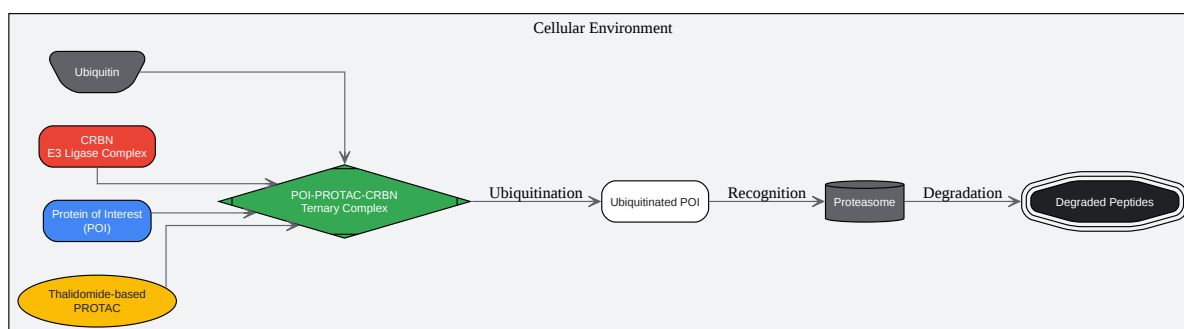 Cellular Environment
Ubiquitin
CRBN
E3 Ligase Complex
Protein of Interest
(POI)
Thalidomide-based
PROTAC
POI-PROTAC-CRBN
Ternary Complex
Ubiquitination
Ubiquitinated POI
Recognition
Proteasome
Degradation
Degraded Peptides